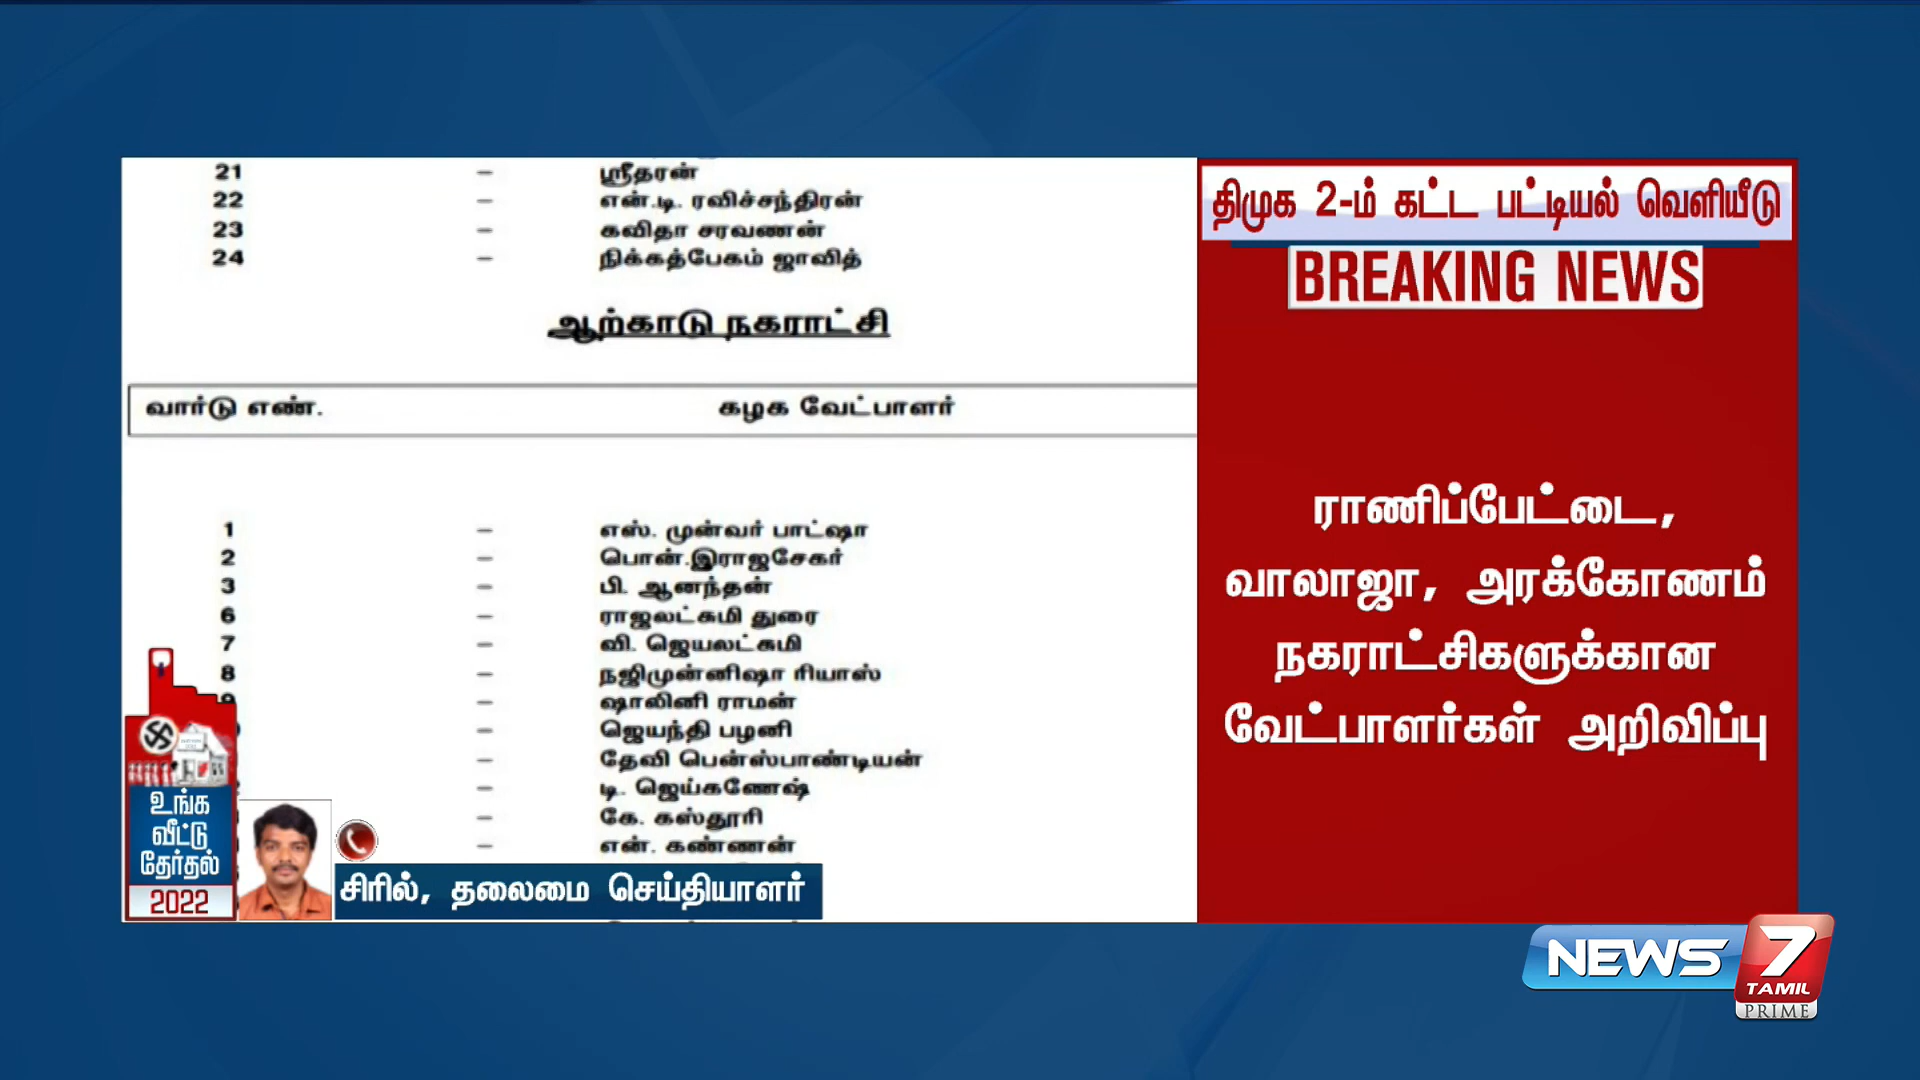 21 – ஸ்ரீதரன்
22 – என்.டி. ரவிச்சந்திரன்
23 – கவிதா சரவணன்
24 – நிக்கத்பேகம் ஜாவித்
ஆற்காடு நகராட்சி
வார்டு எண். கழக வேட்பாளர்
1 – எஸ். முன்வர் பாட்ஷா
2 – பொன்.இராஜசேகர்
3 – பி. ஆனந்தன்
6 – ராஜலட்சுமி துரை
7 – வி. ஜெயலட்சுமி
8 – நஜிமுன்னிஷா ரியாஸ்
9 – ஷாலினி ராமன்
– ஜெயந்தி பழனி
– தேவி பென்ஸ்பாண்டியன்
– டி. ஜெய்கணேஷ்
– கே. கஸ்தூரி
– என். கண்ணன்
உங்க
வீட்டு
தேர்தல்
2022
சிரில், தலைமை செய்தியாளர்
திமுக 2-ம் கட்ட பட்டியல் வெளியீடு
BREAKING NEWS
ராணிப்பேட்டை,
வாலாஜா, அரக்கோணம்
நகராட்சிகளுக்கான
வேட்பாளர்கள் அறிவிப்பு
NEWS 7
TAMIL
PRIME